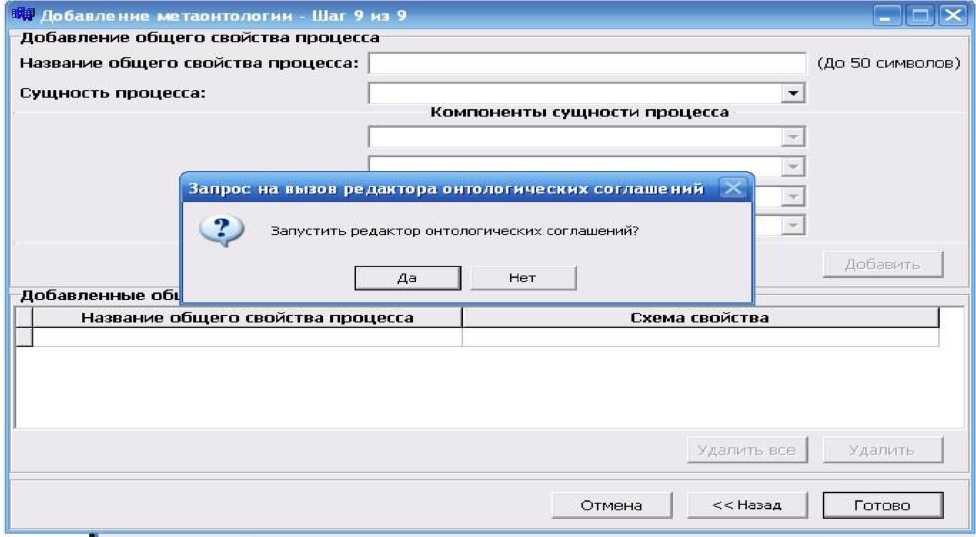 Добавление метаонтологии - Шаг 9 из 9
Добавление общего свойства процесса
Название общего свойства процесса: (До 50 символов)
Сущность процесса:
Компоненты сущности процесса
Запрос на вызов редактора онтологических соглашений
Запустить редактор онтологических соглашений?
Да Нет
Добавить
Добавленные
Название общего свойства процесса Схема свойства
Удалить все Удалить
Отмена << Назад Готово